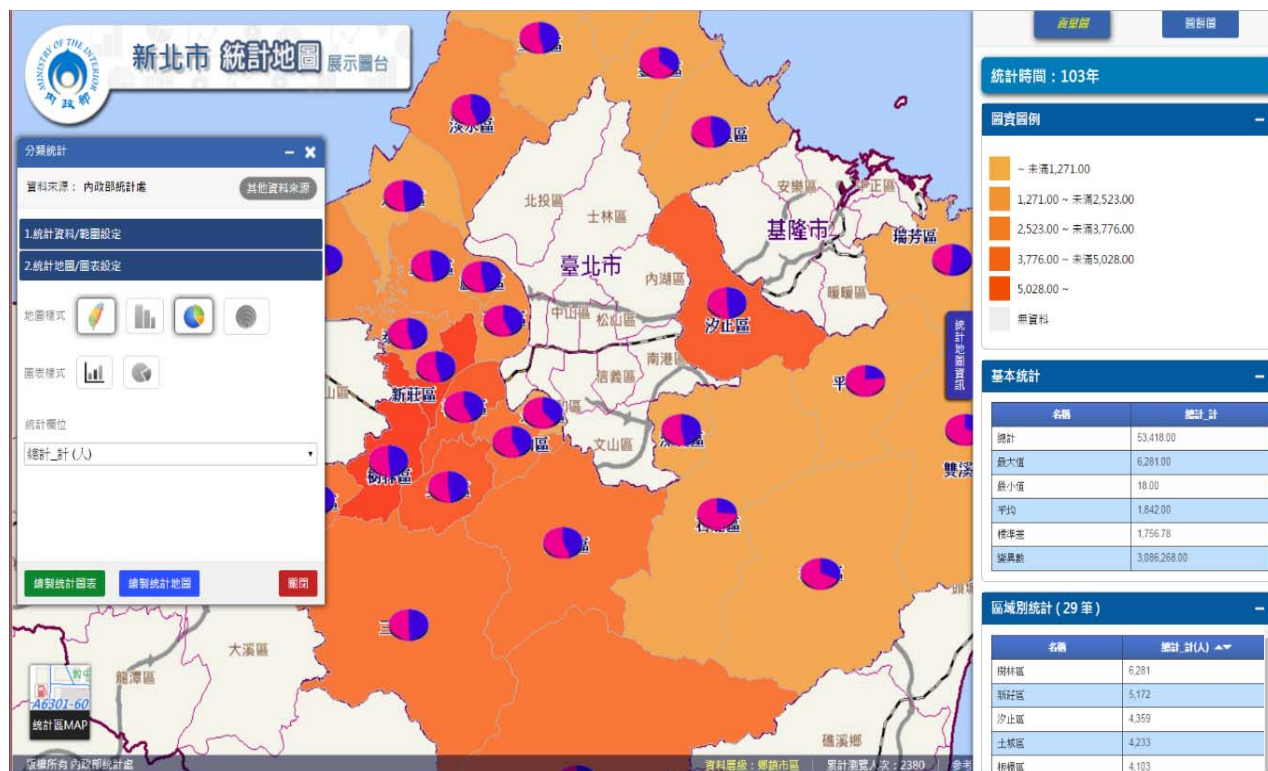 MINISTRY OF THE INTERIOR
內政部
新北市 統計地圖 展示圖台
分類統計
資料來源： 內政部統計處
其他資料來源
1.統計資料/範圍設定
2.統計地圖/圖表設定
地圖樣式
圖表樣式
統計欄位
總計_計 (人)
繪製統計圖表
繪製統計地圖
關閉
A6301-60
統計區MAP
版權所有 內政部統計處
淡水區
北投區
士林區
安樂區
中正區
基隆市
瑞芳區
臺北市
內湖區
暖暖區
中山區
松山區
汐止區
南港
信義區
新莊區
文山區
平
雙溪
樹林區
大溪區
龍潭區
礁溪鄉
資料層級：鄉鎮市區
累計瀏覽人次：2380
參考
統計地圖資訊
面量圖
圓餅圖
統計時間：103年
圖資圖例
~ 未滿1,271.00
1,271.00 ~ 未滿2,523.00
2,523.00 ~ 未滿3,776.00
3,776.00 ~ 未滿5,028.00
5,028.00 ~
無資料
基本統計
名稱 總計_計
總計 53,418.00
最大值 6,281.00
最小值 18.00
平均 1,842.00
標準差 1,756.78
變異數 3,086,268.00
區域別統計 ( 29 筆 )
名稱 總計_計(人)
樹林區 6,281
新莊區 5,172
汐止區 4,359
土城區 4,233
板橋區 4,103